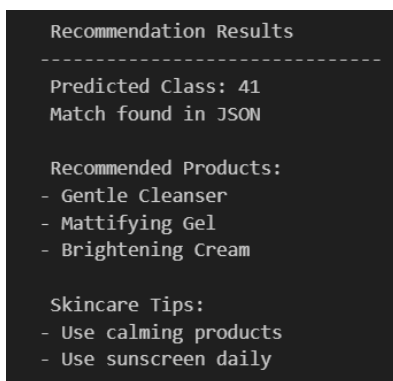 Recommendation Results
-------------------------------
Predicted Class: 41
Match found in JSON
Recommended Products:
- Gentle Cleanser
- Mattifying Gel
- Brightening Cream
Skincare Tips:
- Use calming products
- Use sunscreen daily